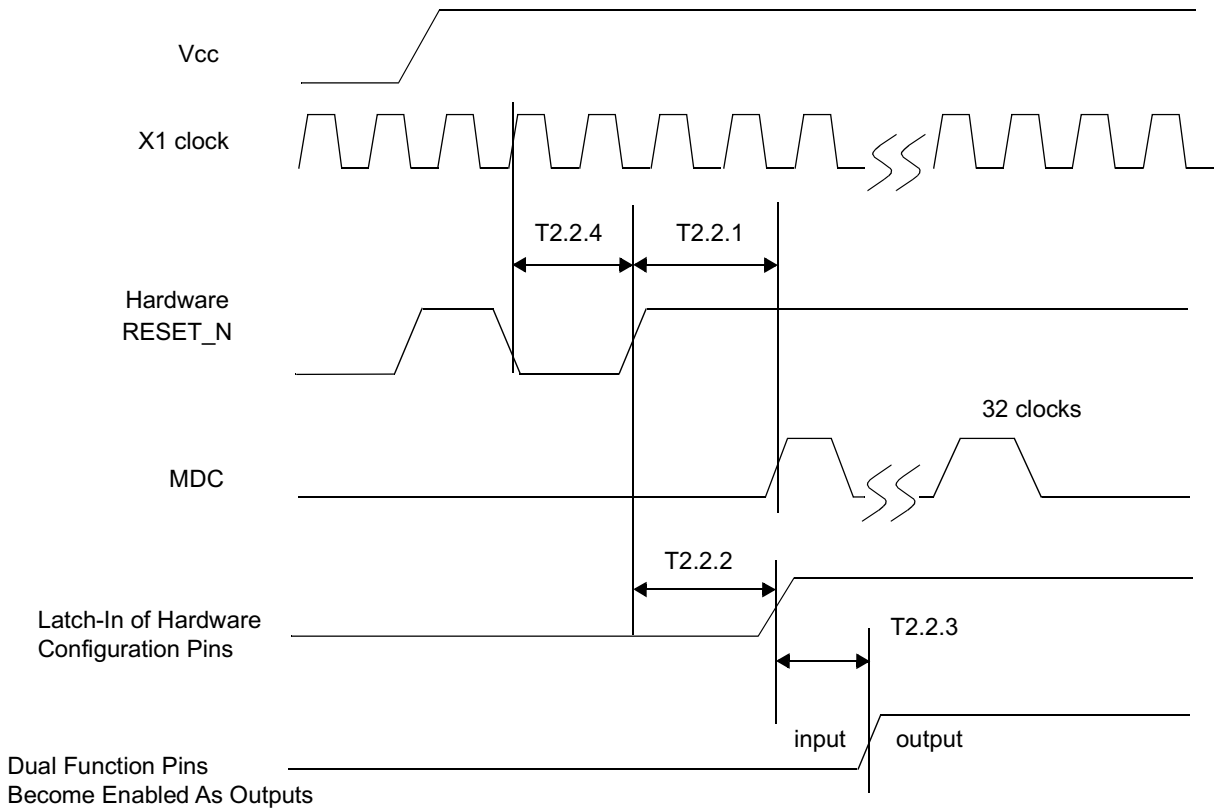 Vcc
X1 clock
T2.2.4
T2.2.1
Hardware
RESET_N
32 clocks
MDC
T2.2.2
Latch-In of Hardware
Configuration Pins
T2.2.3
input
output
Dual Function Pins
Become Enabled As Outputs